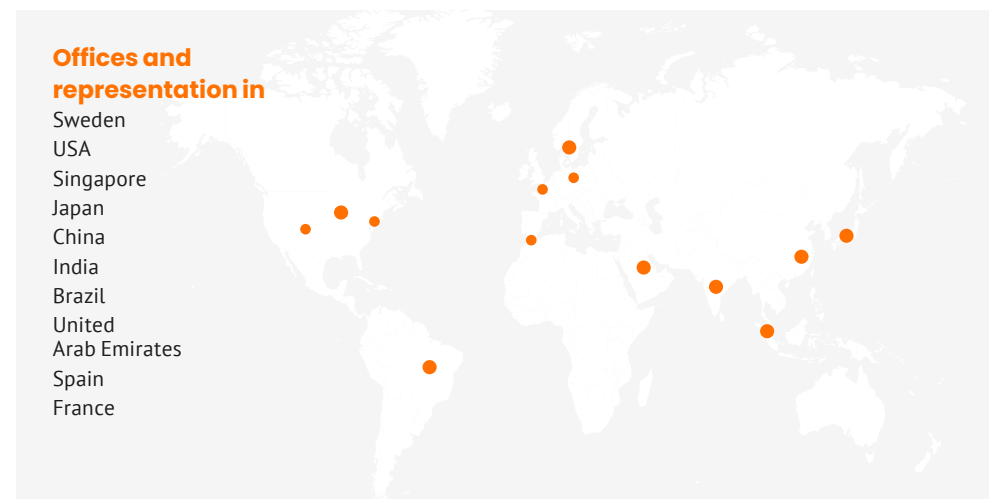 Offices and
representation in
Sweden
USA
Singapore
Japan
China
India
Brazil
United
Arab Emirates
Spain
France